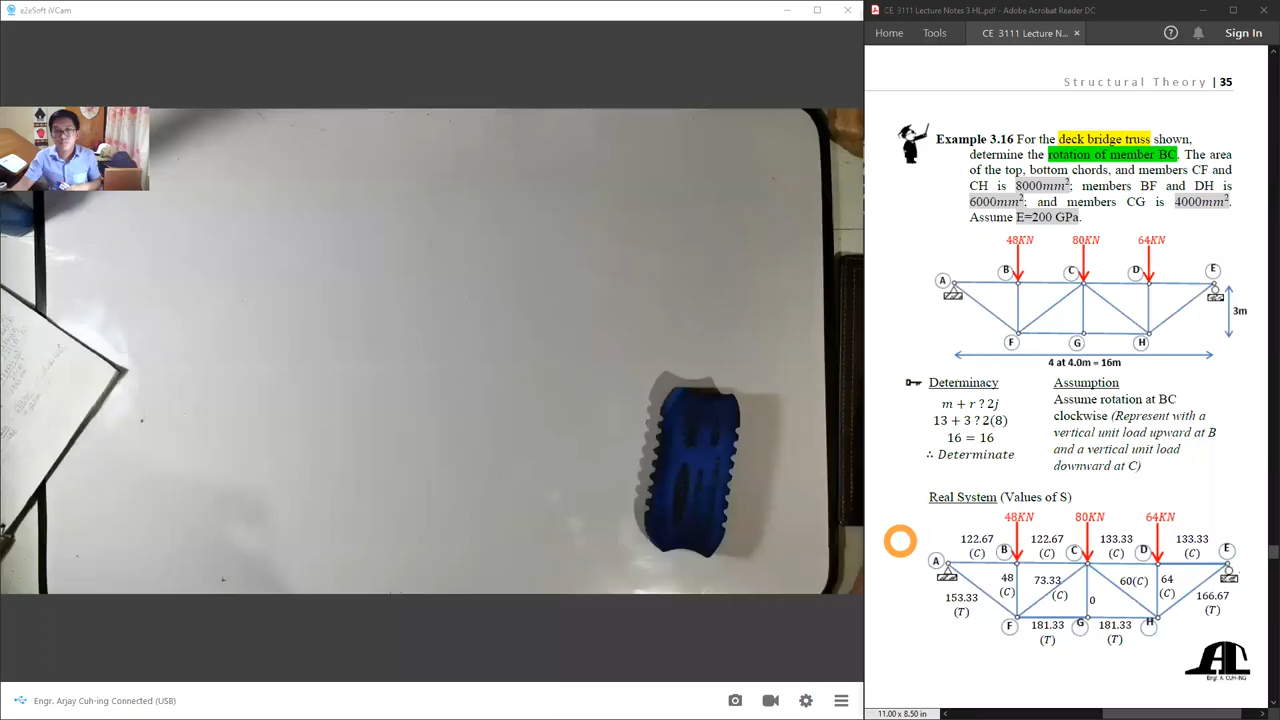 e2eSoft iVCam
CE 3111 Lecture Notes 3 HL.pdf - Adobe Acrobat Reader DC
Home Tools CE 3111 Lecture N... × Sign In
Structural Theory | 35
Example 3.16 For the deck bridge truss shown,
determine the rotation of member BC. The area
of the top, bottom chords, and members CF and
CH is 8000mm²; members BF and DH is
6000mm²; and members CG is 4000mm².
Assume E=200 GPa.
48KN 80KN 64KN
A B C D E
3m
F G H
4 at 4.0m = 16m
Determinacy
m + r ? 2j
13 + 3 ? 2(8)
16 = 16
∴ Determinate
Assumption
Assume rotation at BC
clockwise (Represent with a
vertical unit load upward at B
and a vertical unit load
downward at C)
Real System (Values of S)
48KN 80KN 64KN
122.67 (C) 122.67 (C) 133.33 (C) 133.33 (C)
A B C D E
48 (C) 73.33 (C) 0 60(C) 64 (C)
153.33 (T) 166.67 (T)
F G H
181.33 (T) 181.33 (T)
Engr. A. CUH-ING
Engr. Arjay Cuh-ing Connected (USB)
11.00 x 8.50 in